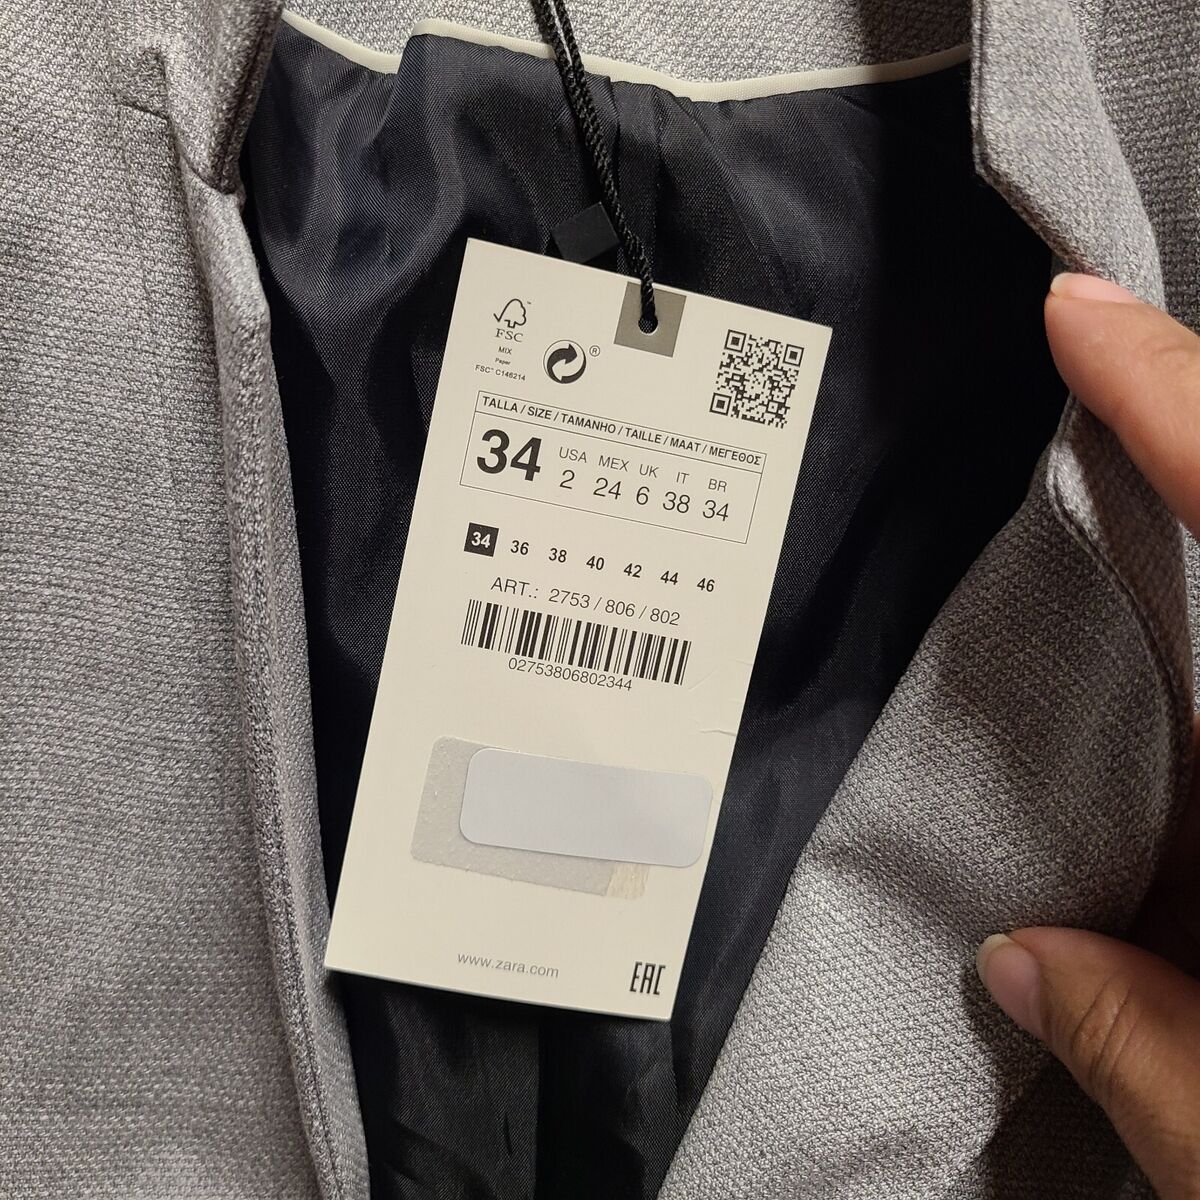 FSC
MIX
Paper
FSC™ C146214
®
TALLA / SIZE / TAMANHO / TAILLE / MAAT / ΜΕΓΕΘΟΣ
34 USA MEX UK IT BR
2 24 6 38 34
34 36 38 40 42 44 46
ART.: 2753 / 806 / 802
02753806802344
www.zara.com
EAC